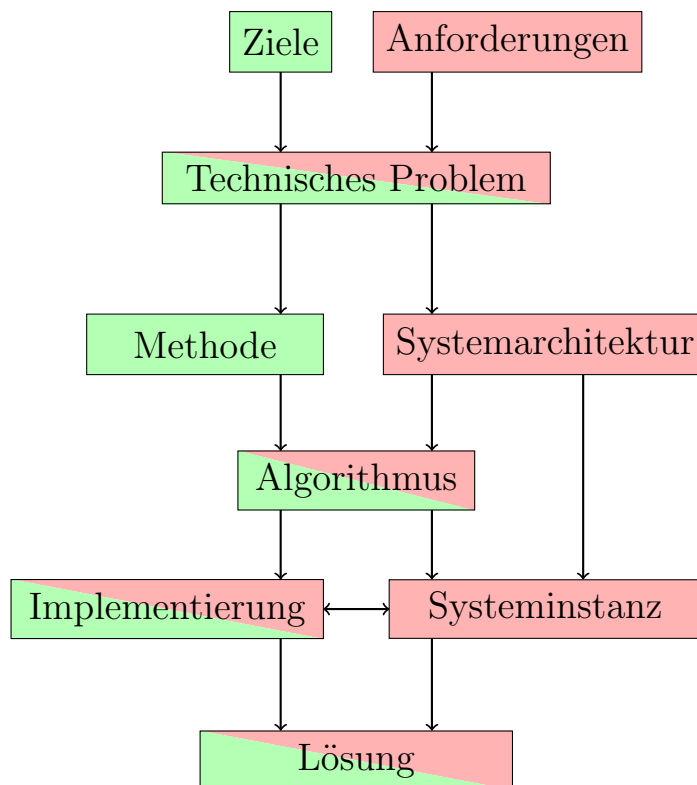 Ziele
Anforderungen
Technisches Problem
Methode
Systemarchitektur
Algorithmus
Implementierung
Systeminstanz
Lösung